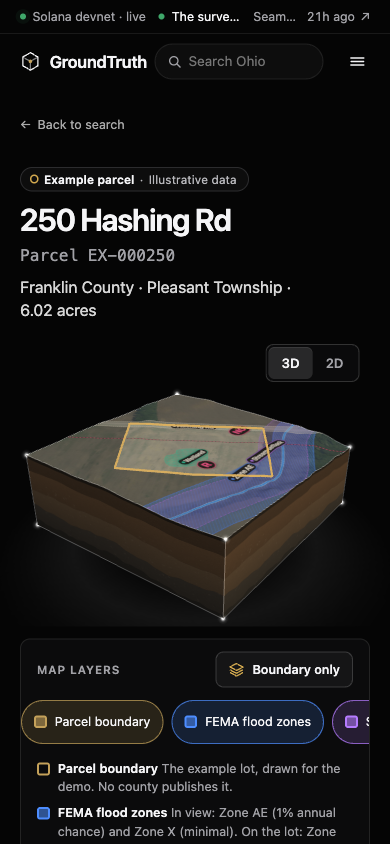 Solana devnet · live The surve... Seam... 21h ago ↗
GroundTruth Search Ohio
← Back to search
Example parcel · Illustrative data
250 Hashing Rd
Parcel EX-000250
Franklin County · Pleasant Township ·
6.02 acres
3D 2D
MAP LAYERS Boundary only
Parcel boundary FEMA flood zones
Parcel boundary The example lot, drawn for the
demo. No county publishes it.
FEMA flood zones In view: Zone AE (1% annual
chance) and Zone X (minimal). On the lot: Zone